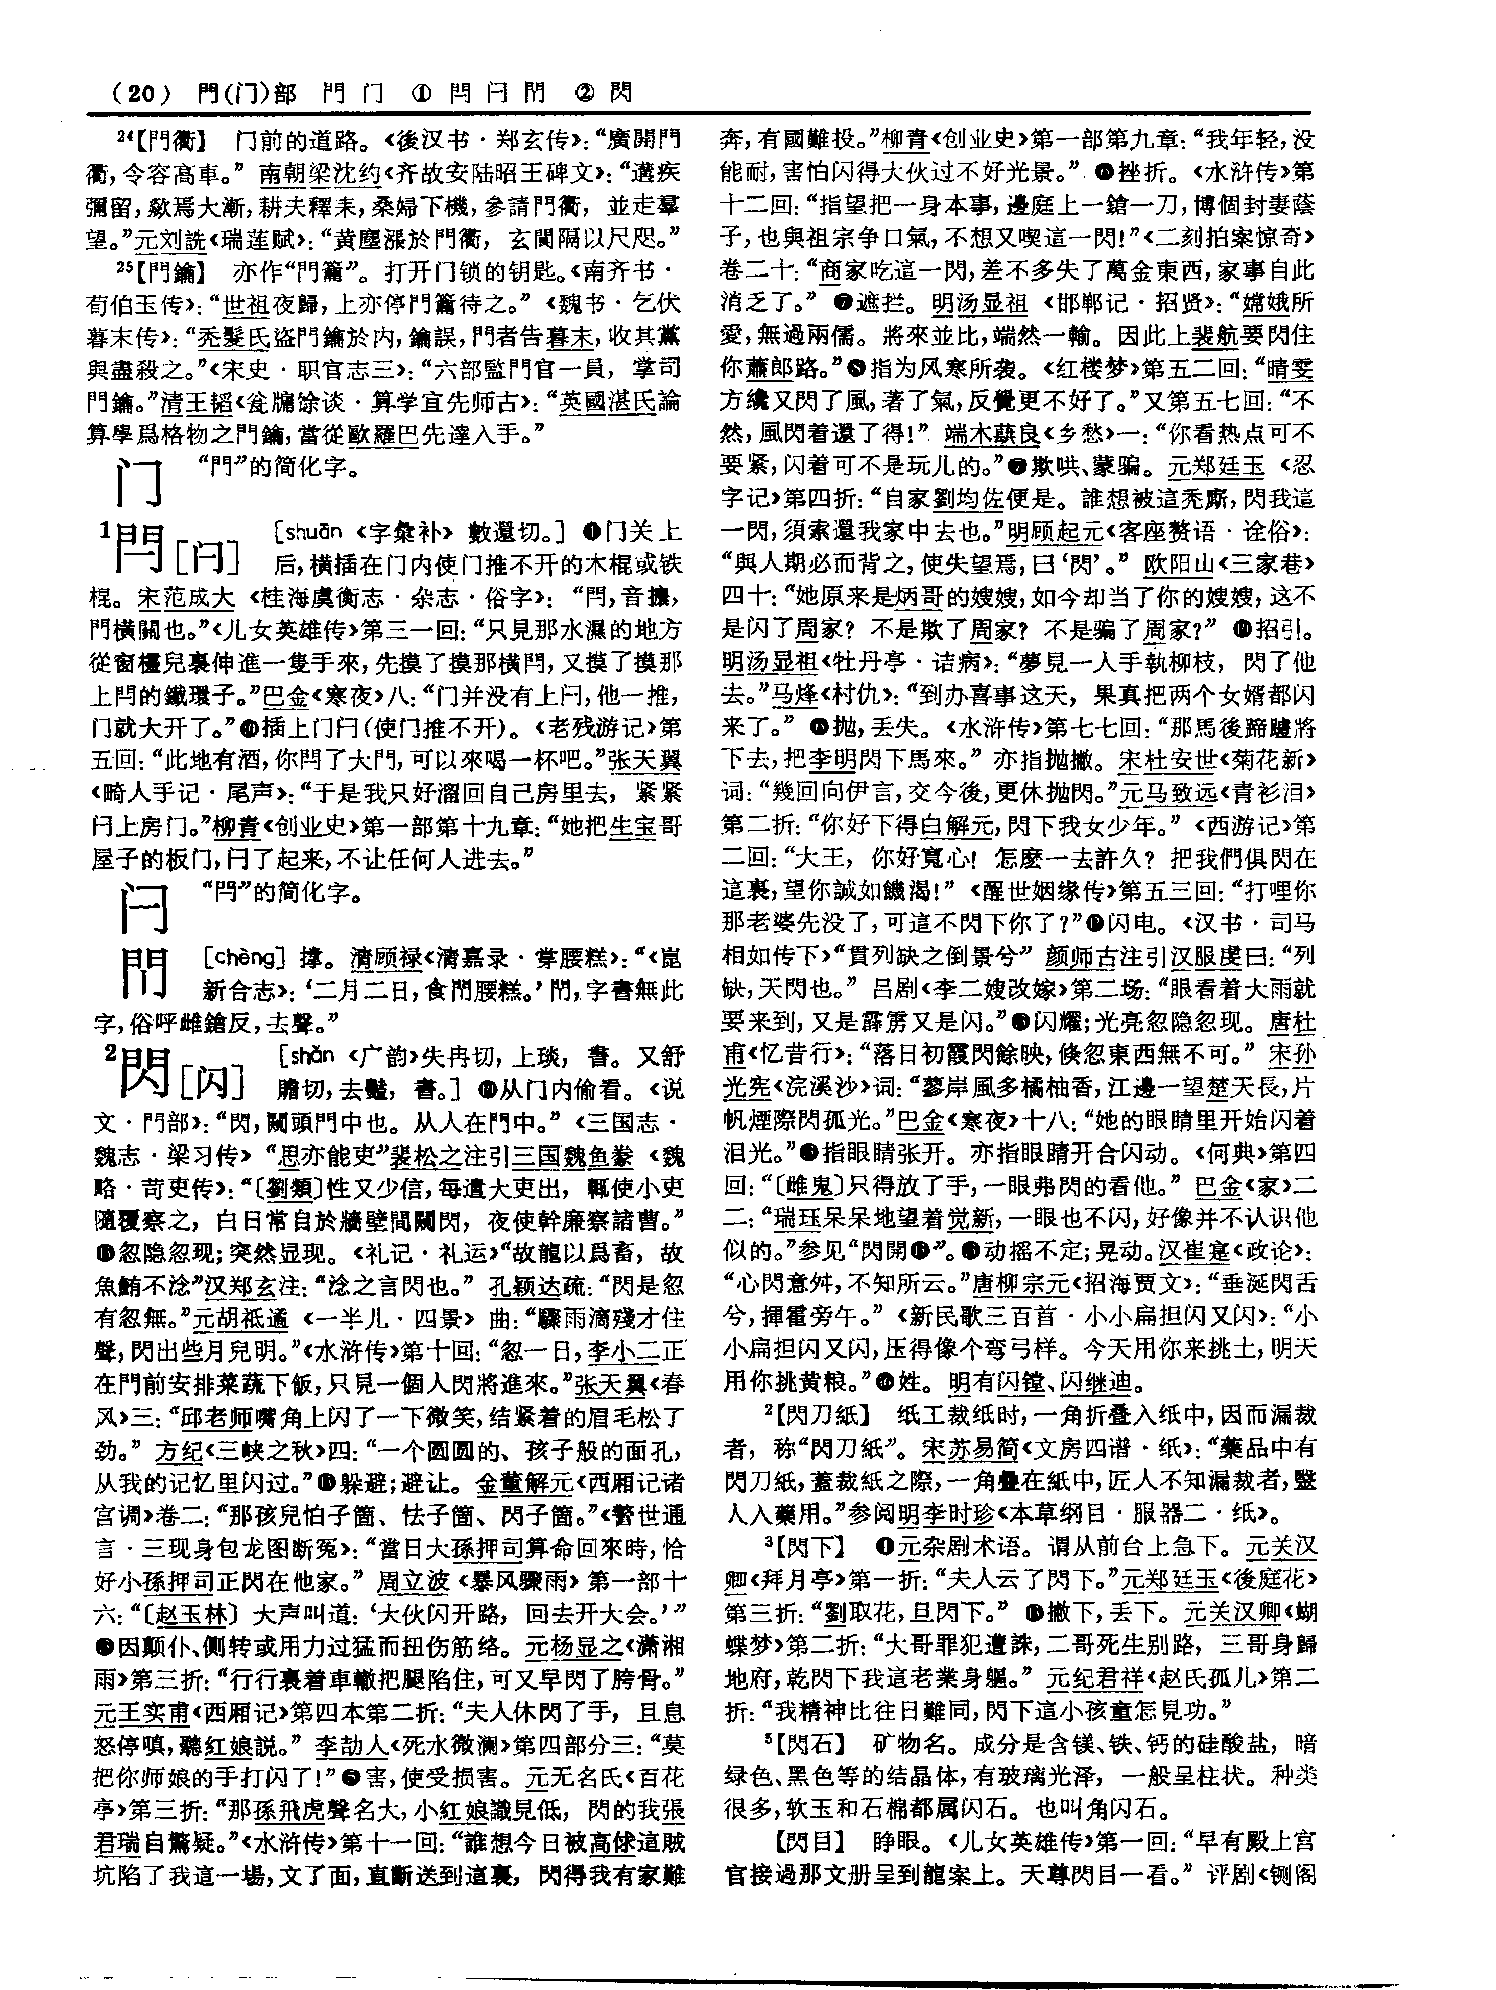 (20) 門(门)部 門 门 ① 閂 闩 䦎 ② 閃
24【門衢】 门前的道路。《後汉书·郑玄传》：“廣開門
衢，令容高車。” 南朝梁沈约《齐故安陆昭王碑文》：“遘疾
彌留，欻焉大漸，耕夫釋耒，桑婦下機，參請門衢，並走羣
望。”元刘詵《瑞莲赋》：“黄塵漲於門衢，玄閫隔以尺咫。”
25【門鑰】 亦作“門籥”。打开门锁的钥匙。《南齐书·
荀伯玉传》：“世祖夜歸，上亦停門籥待之。”《魏书·乞伏
暮末传》：“秃髮氏盜門鑰於内，鑰誤，門者告暮末，收其黨
與盡殺之。”《宋史·职官志三》：“六部監門官一員，掌司
門鑰。”清王韬《瓮牖馀谈·算学宜先师古》：“英國湛氏論
算學爲格物之門鑰，當從歐羅巴先達入手。”
门 “門”的简化字。
1閂[闩] [shuān《字彙补》數還切。] ❶门关上
后，横插在门内使门推不开的木棍或铁
棍。宋范成大《桂海虞衡志·杂志·俗字》：“閂，音攛，
門橫關也。”《儿女英雄传》第三一回：“只見那水濕的地方
從窗櫺兒裏伸進一隻手來，先摸了摸那橫閂，又摸了摸那
上閂的鐵環子。”巴金《寒夜》八：“门并没有上闩，他一推，
门就大开了。”❷插上门闩(使门推不开)。《老残游记》第
五回：“此地有酒，你閂了大門，可以來喝一杯吧。”张天翼
《畸人手记·尾声》：“于是我只好溜回自己房里去，紧紧
闩上房门。”柳青《创业史》第一部第十九章：“她把生宝哥
屋子的板门，闩了起来，不让任何人进去。”
闩 “閂”的简化字。
䦎 [chèng] 撑。清顾禄《清嘉录·撑腰糕》：“《崑
新合志》：‘二月二日，食䦎腰糕。’䦎，字書無此
字，俗呼雌鎗反，去聲。”
2閃[闪] [shǎn《广韵》失冉切，上琰，書。又舒
贍切，去豔，書。] ❶从门内偷看。《说
文·門部》：“閃，闚頭門中也。从人在門中。”《三国志·
魏志·梁习传》“思亦能吏”裴松之注引三国魏鱼豢《魏
略·苛吏传》：“〔劉類〕性又少信，每遣大吏出，輒使小吏
隨覆察之，白日常自於牆壁間闚閃，夜使幹廉察諸曹。”
❷忽隐忽现；突然显现。《礼记·礼运》“故龍以爲畜，故
魚鮪不淰”汉郑玄注：“淰之言閃也。”孔颖达疏：“閃是忽
有忽無。”元胡祗遹《一半儿·四景》曲：“驟雨滴殘才住
聲，閃出些月兒明。”《水浒传》第十回：“忽一日，李小二正
在門前安排菜蔬下飯，只見一個人閃將進來。”张天翼《春
风》三：“邱老师嘴角上闪了一下微笑，结紧着的眉毛松了
劲。”方纪《三峡之秋》四：“一个圆圆的、孩子般的面孔，
从我的记忆里闪过。”❸躲避；避让。金董解元《西厢记诸
宫调》卷二：“那孩兒怕子箇、怯子箇、閃子箇。”《警世通
言·三现身包龙图断冤》：“當日大孫押司算命回來時，恰
好小孫押司正閃在他家。”周立波《暴风骤雨》第一部十
六：“〔赵玉林〕大声叫道：‘大伙闪开路，回去开大会。’”
❹因颠仆、侧转或用力过猛而扭伤筋络。元杨显之《潇湘
雨》第三折：“行行裏着車轍把腿陷住，可又早閃了胯骨。”
元王实甫《西厢记》第四本第二折：“夫人休閃了手，且息
怒停嗔，聽紅娘説。”李劼人《死水微澜》第四部分三：“莫
把你师娘的手打闪了！”❺害，使受损害。元无名氏《百花
亭》第三折：“那孫飛虎聲名大，小紅娘識見低，閃的我張
君瑞自驚疑。”《水浒传》第十一回：“誰想今日被高俅這賊
坑陷了我這一場，文了面，直斷送到這裏，閃得我有家難
奔，有國難投。”柳青《创业史》第一部第九章：“我年轻，没
能耐，害怕闪得大伙过不好光景。”❻挫折。《水浒传》第
十二回：“指望把一身本事，邊庭上一鎗一刀，博個封妻蔭
子，也與祖宗争口氣，不想又喫這一閃！”《二刻拍案惊奇》
卷二十：“商家吃這一閃，差不多失了萬金東西，家事自此
消乏了。” ❼遮拦。明汤显祖《邯郸记·招贤》：“嫦娥所
愛，無過兩儒。將來並比，端然一輸。因此上裴航要閃住
你蕭郎路。”❽指为风寒所袭。《红楼梦》第五二回：“晴雯
方纔又閃了風，著了氣，反覺更不好了。”又第五七回：“不
然，風閃着還了得！”端木蕻良《乡愁》一：“你看热点可不
要紧，闪着可不是玩儿的。”❾欺哄、蒙骗。元郑廷玉《忍
字记》第四折：“自家劉均佐便是。誰想被這秃厮，閃我這
一閃，須索還我家中去也。”明顾起元《客座赘语·诠俗》：
“與人期必而背之，使失望焉，曰‘閃’。”欧阳山《三家巷》
四十：“她原来是炳哥的嫂嫂，如今却当了你的嫂嫂，这不
是闪了周家？不是欺了周家？不是骗了周家？” ❿招引。
明汤显祖《牡丹亭·诘病》：“夢見一人手執柳枝，閃了他
去。”马烽《村仇》：“到办喜事这天，果真把两个女婿都闪
来了。” ⓫抛，丢失。《水浒传》第七七回：“那馬後蹄驢將
下去，把李明閃下馬來。”亦指抛撇。宋杜安世《菊花新》
词：“幾回向伊言，交今後，更休抛閃。”元马致远《青衫泪》
第二折：“你好下得白解元，閃下我女少年。”《西游记》第
二回：“大王，你好寬心！怎麼一去許久？把我們俱閃在
這裏，望你誠如饑渴！”《醒世姻缘传》第五三回：“打哩你
那老婆先没了，可這不閃下你了？”⓬闪电。《汉书·司马
相如传下》“貫列缺之倒景兮”颜师古注引汉服虔曰：“列
缺，天閃也。”吕剧《李二嫂改嫁》第二场：“眼看着大雨就
要来到，又是霹雳又是闪。”⓭闪耀；光亮忽隐忽现。唐杜
甫《忆昔行》：“落日初霞閃餘映，倏忽東西無不可。”宋孙
光宪《浣溪沙》词：“蓼岸風多橘柚香，江邊一望楚天長，片
帆煙際閃孤光。”巴金《寒夜》十八：“她的眼睛里开始闪着
泪光。”⓮指眼睛张开。亦指眼睛开合闪动。《何典》第四
回：“〔雌鬼〕只得放了手，一眼弗閃的看他。”巴金《家》二
二：“瑞珏呆呆地望着觉新，一眼也不闪，好像并不认识他
似的。”参见“閃開❶”。⓯动摇不定；晃动。汉崔寔《政论》：
“心閃意舛，不知所云。”唐柳宗元《招海贾文》：“垂涎閃舌
兮，揮霍旁午。”《新民歌三百首·小小扁担闪又闪》：“小
小扁担闪又闪，压得像个弯弓样。今天用你来挑土，明天
用你挑黄粮。”⓰姓。明有闪镗、闪继迪。
2【閃刀紙】 纸工裁纸时，一角折叠入纸中，因而漏裁
者，称“閃刀紙”。宋苏易简《文房四谱·纸》：“藥品中有
閃刀紙，蓋裁紙之際，一角疊在紙中，匠人不知漏裁者，醫
人入藥用。”参阅明李时珍《本草纲目·服器二·纸》。
3【閃下】 ❶元杂剧术语。谓从前台上急下。元关汉
卿《拜月亭》第一折：“夫人云了閃下。”元郑廷玉《後庭花》
第三折：“劉取花，旦閃下。” ❷撇下，丢下。元关汉卿《蝴
蝶梦》第二折：“大哥罪犯遭誅，二哥死生别路，三哥身歸
地府，乾閃下我這老業身軀。”元纪君祥《赵氏孤儿》第二
折：“我精神比往日難同，閃下這小孩童怎見功。”
5【閃石】 矿物名。成分是含镁、铁、钙的硅酸盐，暗
绿色、黑色等的结晶体，有玻璃光泽，一般呈柱状。种类
很多，软玉和石棉都属闪石。也叫角闪石。
【閃目】 睁眼。《儿女英雄传》第一回：“早有殿上宫
官接過那文册呈到龍案上。天尊閃目一看。”评剧《铡阁